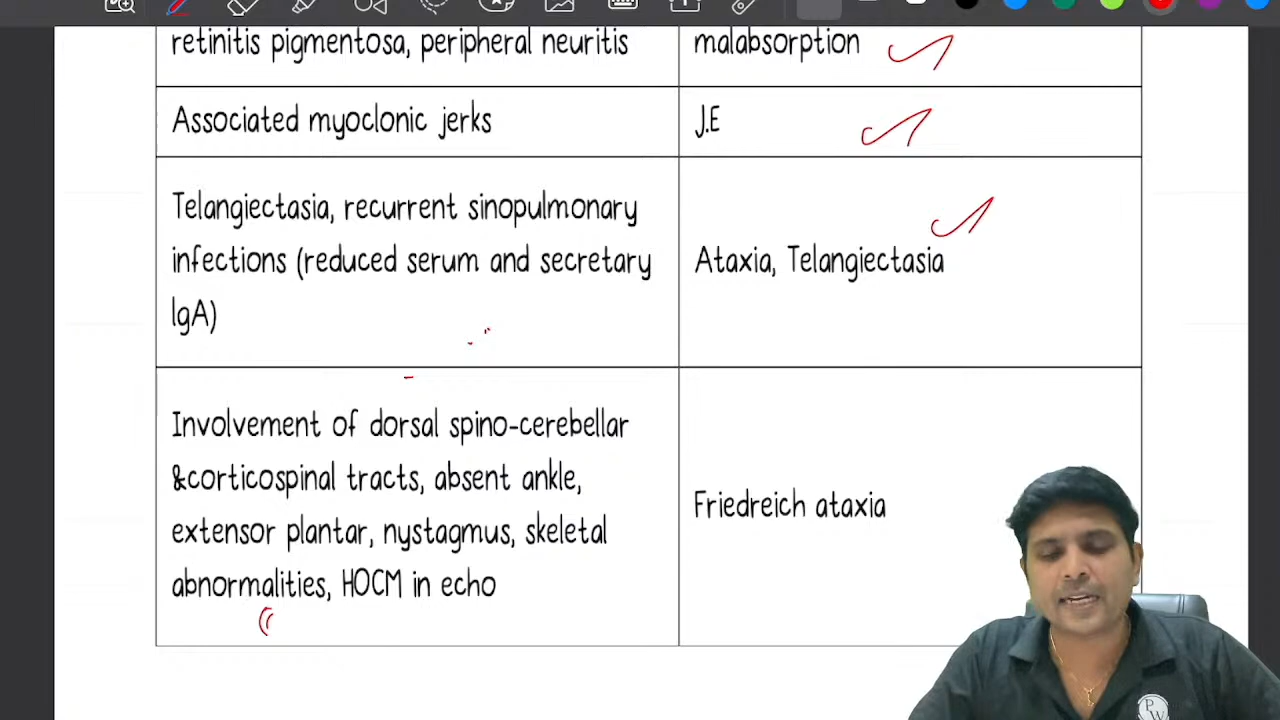 retinitis pigmentosa, peripheral neuritis
malabsorption
Associated myoclonic jerks
J.E
Telangiectasia, recurrent sinopulmonary
infections (reduced serum and secretary
IgA)
Ataxia, Telangiectasia
Involvement of dorsal spino-cerebellar
&corticospinal tracts, absent ankle,
extensor plantar, nystagmus, skeletal
abnormalities, HOCM in echo
Friedreich ataxia
PW